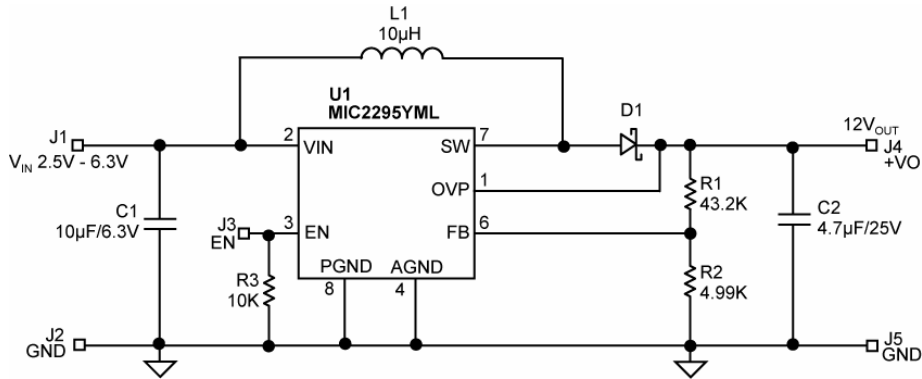 L1
10µH
U1
MIC2295YML
D1
J1
V_IN 2.5V - 6.3V
2
VIN
SW
7
12V_OUT
J4
+VO
OVP
1
R1
43.2K
C1
10µF/6.3V
J3
EN
3
EN
FB
6
C2
4.7µF/25V
R3
10K
PGND
AGND
8
4
R2
4.99K
J2
GND
J5
GND